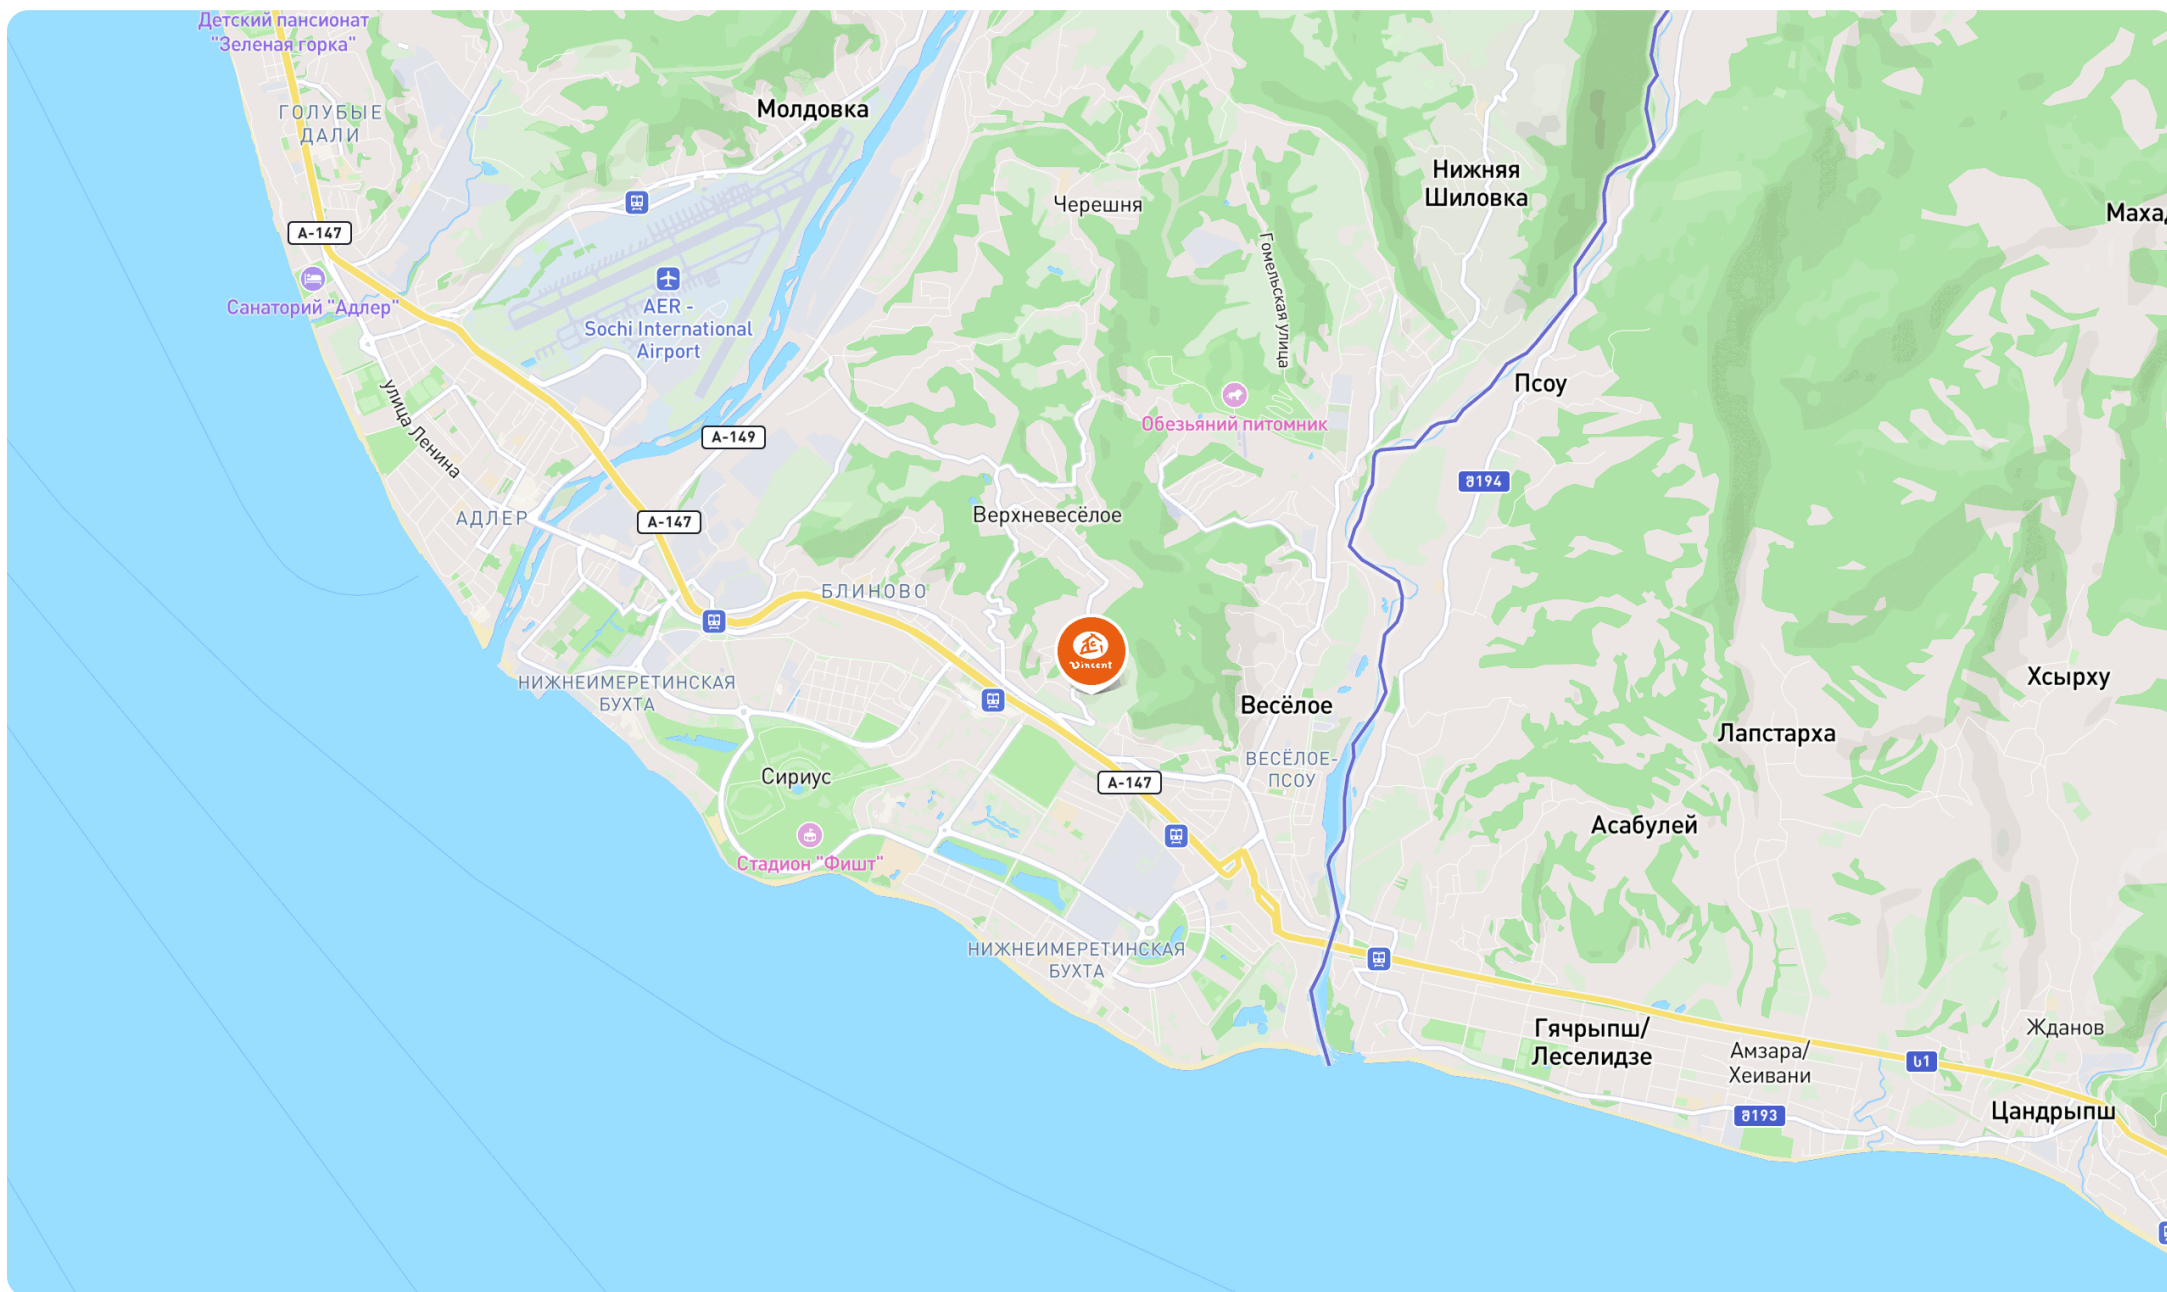 Детский пансионат
"Зеленая горка"
ГОЛУБЫЕ
ДАЛИ
Молдовка
Нижняя
Шиловка
Черешня
Маха
A-147
Гомельская улица
Санаторий "Адлер"
AER -
Sochi International
Airport
Псоу
улица Ленина
Обезьяний питомник
A-149
შ194
АДЛЕР
A-147
Верхневесёлое
БЛИНОВО
Vincent
НИЖНЕИМЕРЕТИНСКАЯ
БУХТА
Весёлое
Хсырху
Лапстарха
ВЕСЁЛОЕ-
ПСОУ
Сириус
A-147
Асабулей
Стадион "Фишт"
НИЖНЕИМЕРЕТИНСКАЯ
БУХТА
Гячрыпш/
Леселидзе
Амзара/
Хеивани
Жданов
ს1
შ193
Цандрыпш